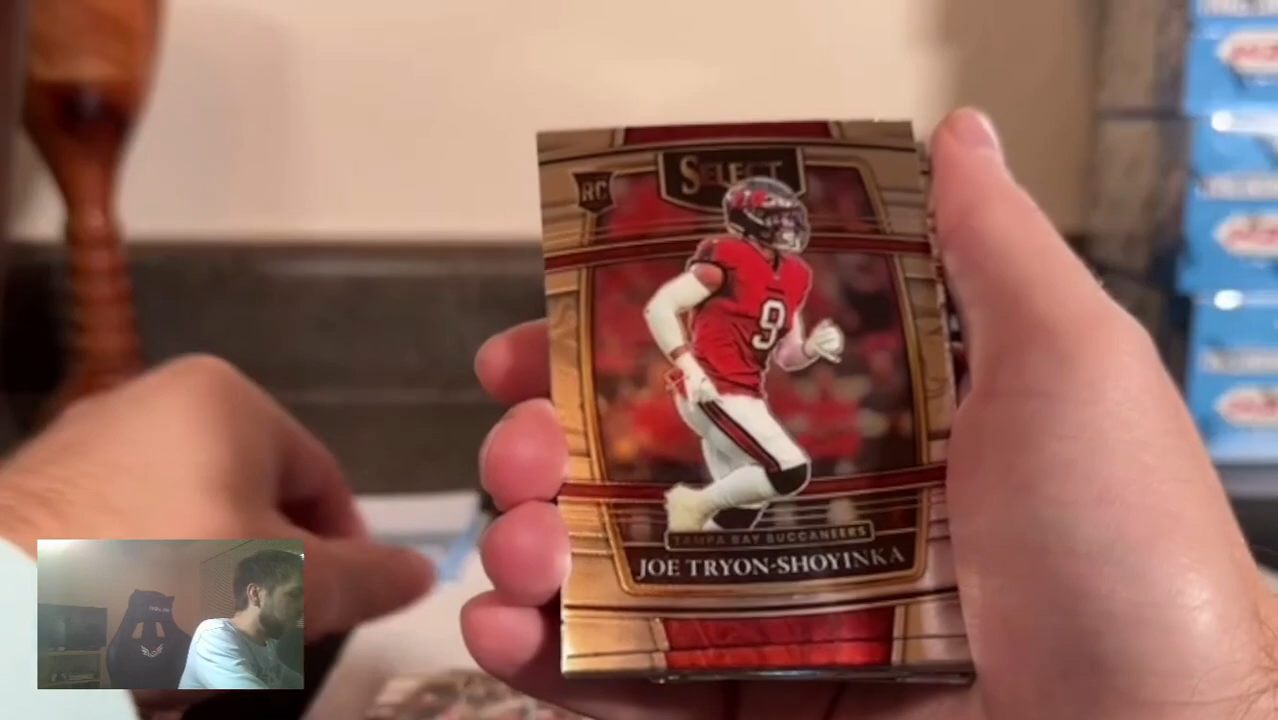 SELECT
RC
9
TAMPA BAY BUCCANEERS
JOE TRYON-SHOYINKA